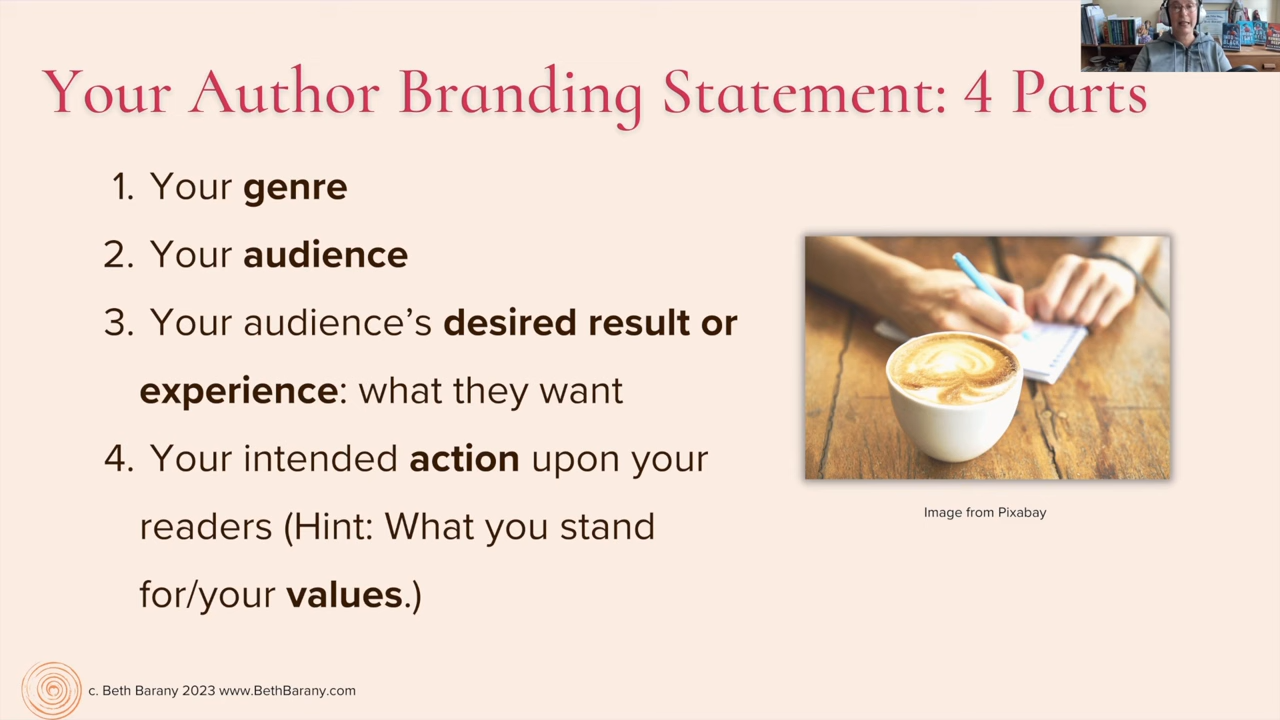 Your Author Branding Statement: 4 Parts
1. Your genre
2. Your audience
3. Your audience’s desired result or
experience: what they want
4. Your intended action upon your
readers (Hint: What you stand
for/your values.)
Image from Pixabay
c. Beth Barany 2023 www.BethBarany.com